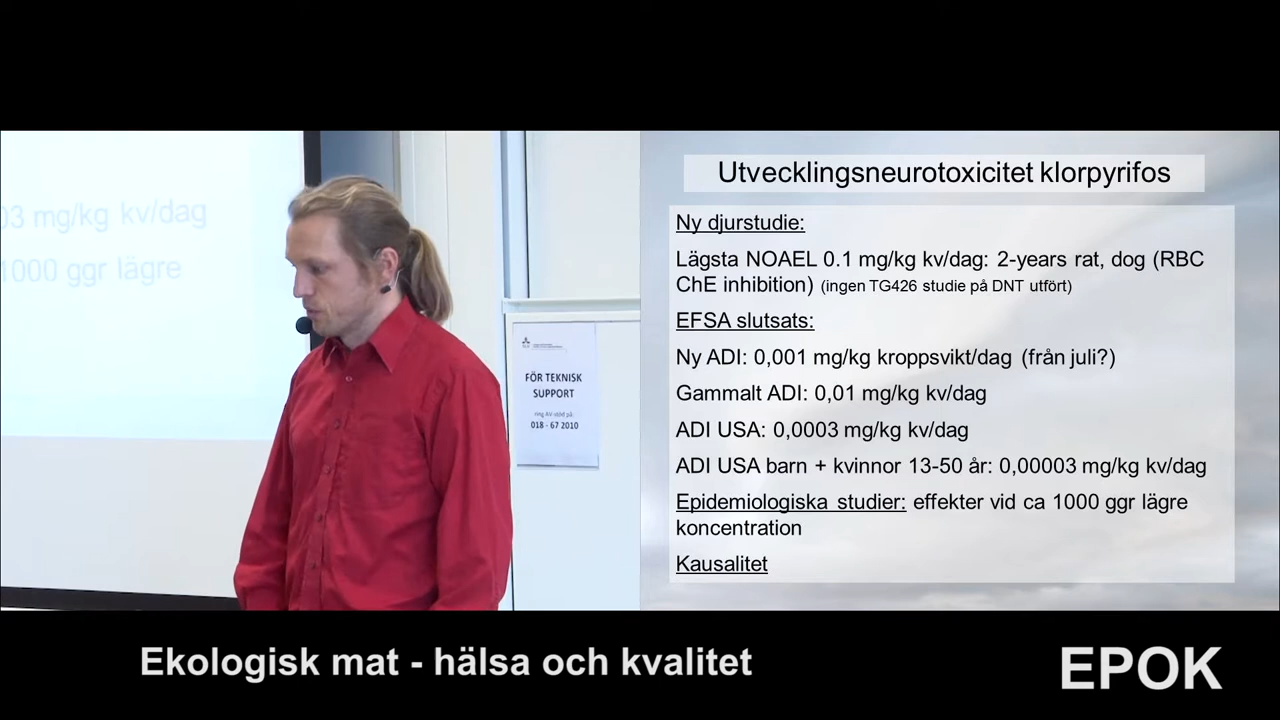 03 mg/kg kv/dag
1000 ggr lägre
FÖR TEKNISK
SUPPORT
ring AV stöd på:
018 - 67 2010
Utvecklingsneurotoxicitet klorpyrifos
Ny djurstudie:
Lägsta NOAEL 0.1 mg/kg kv/dag: 2-years rat, dog (RBC
ChE inhibition) (ingen TG426 studie på DNT utfört)
EFSA slutsats:
Ny ADI: 0,001 mg/kg kroppsvikt/dag (från juli?)
Gammalt ADI: 0,01 mg/kg kv/dag
ADI USA: 0,0003 mg/kg kv/dag
ADI USA barn + kvinnor 13-50 år: 0,00003 mg/kg kv/dag
Epidemiologiska studier: effekter vid ca 1000 ggr lägre
koncentration
Kausalitet
Ekologisk mat - hälsa och kvalitet
EPOK